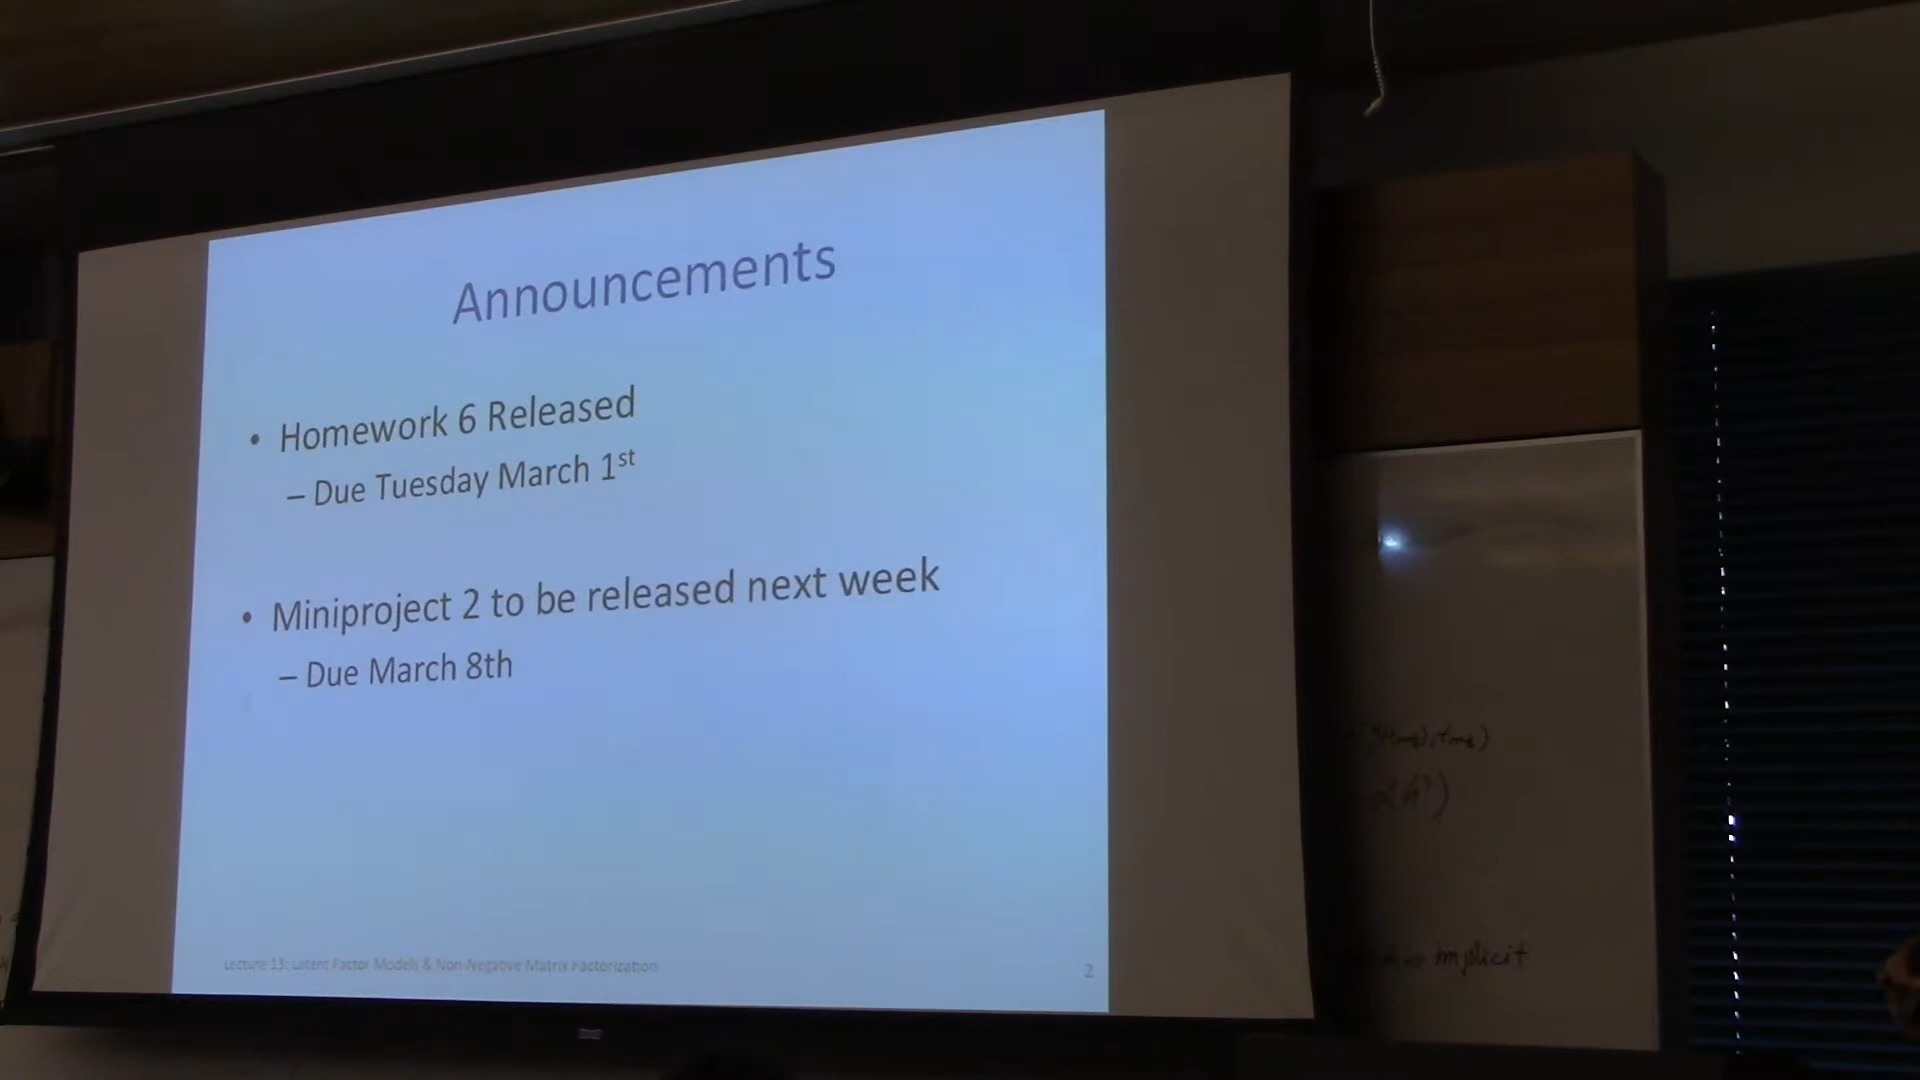 Announcements
• Homework 6 Released
– Due Tuesday March 1st
• Miniproject 2 to be released next week
– Due March 8th
Lecture 13: Latent Factor Models & Non-Negative Matrix Factorization
2
implicit